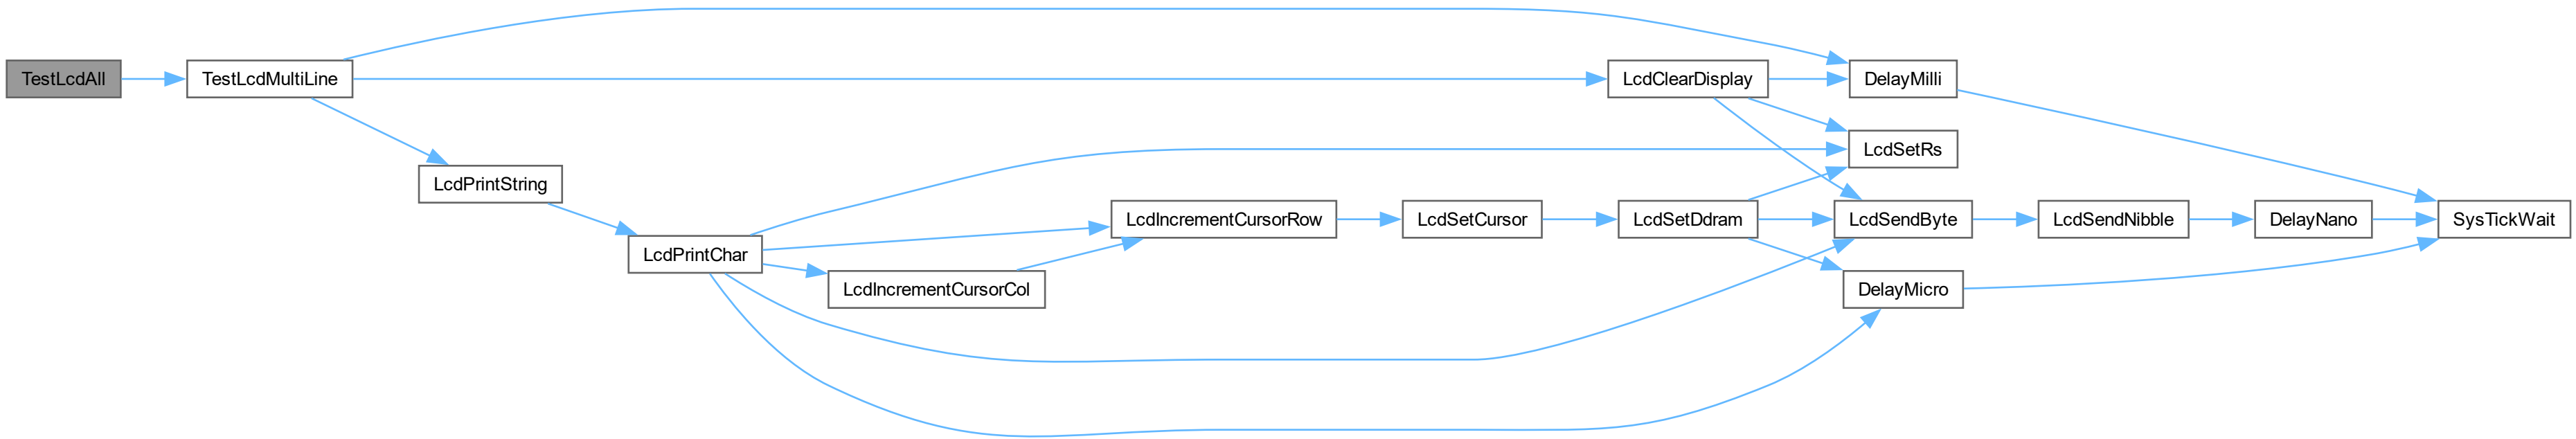 TestLcdAll
TestLcdMultiLine
LcdClearDisplay
DelayMilli
LcdSetRs
LcdPrintString
LcdIncrementCursorRow
LcdSetCursor
LcdSetDdram
LcdSendByte
LcdSendNibble
DelayNano
SysTickWait
LcdPrintChar
LcdIncrementCursorCol
DelayMicro